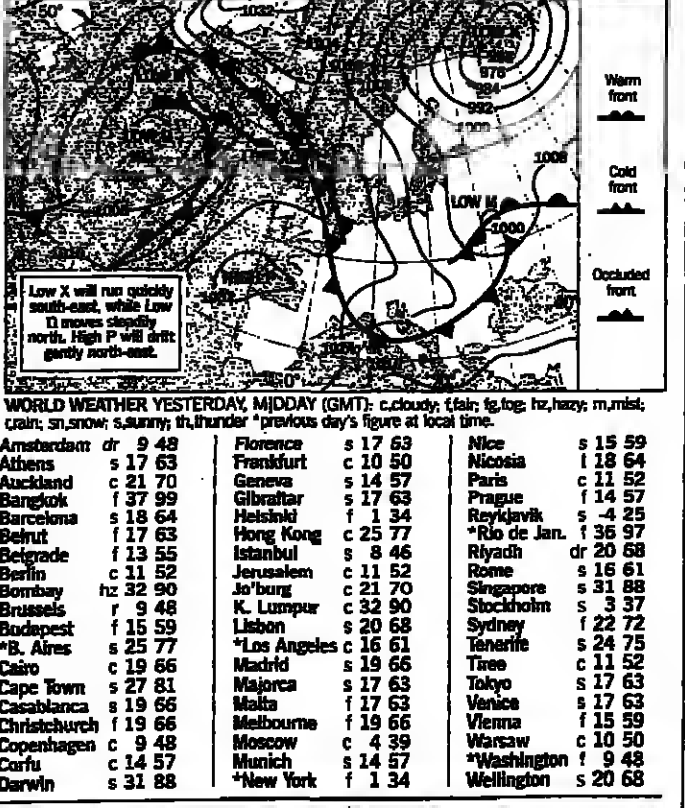 50°
1032
976
984
992
1000
1008
LOW M
1000
Warm
front
Cold
front
Occluded
front
Low X will run quickly
south-east, while Low
D moves steadily
north. High P will drift
gently north-east.
0°
WORLD WEATHER YESTERDAY, MIDDAY (GMT): c,cloudy; f,fair; fg,fog; hz,hazy; m,mist;
r,rain; sn,snow; s,sunny; th,thunder *previous day's figure at local time.
Amsterdam dr 9 48
Athens s 17 63
Auckland c 21 70
Bangkok f 37 99
Barcelona s 18 64
Beirut f 17 63
Belgrade f 13 55
Berlin c 11 52
Bombay hz 32 90
Brussels r 9 48
Budapest f 15 59
*B. Aires s 25 77
Cairo c 19 66
Cape Town s 27 81
Casablanca s 19 66
Christchurch f 19 66
Copenhagen c 9 48
Corfu c 14 57
Darwin s 31 88
Florence s 17 63
Frankfurt c 10 50
Geneva s 14 57
Gibraltar s 17 63
Helsinki f 1 34
Hong Kong c 25 77
Istanbul s 8 46
Jerusalem c 11 52
Jo'burg c 21 70
K. Lumpur c 32 90
Lisbon s 20 68
*Los Angeles c 16 61
Madrid s 19 66
Majorca s 17 63
Malta f 17 63
Melbourne f 19 66
Moscow c 4 39
Munich s 14 57
*New York f 1 34
Nice s 15 59
Nicosia f 18 64
Paris c 11 52
Prague f 14 57
Reykjavik s -4 25
*Rio de Jan. f 36 97
Riyadh dr 20 68
Rome s 16 61
Singapore s 31 88
Stockholm s 3 37
Sydney f 22 72
Tenerife s 24 75
Tiree c 11 52
Tokyo s 17 63
Venice s 17 63
Vienna f 15 59
Warsaw c 10 50
*Washington f 9 48
Wellington s 20 68